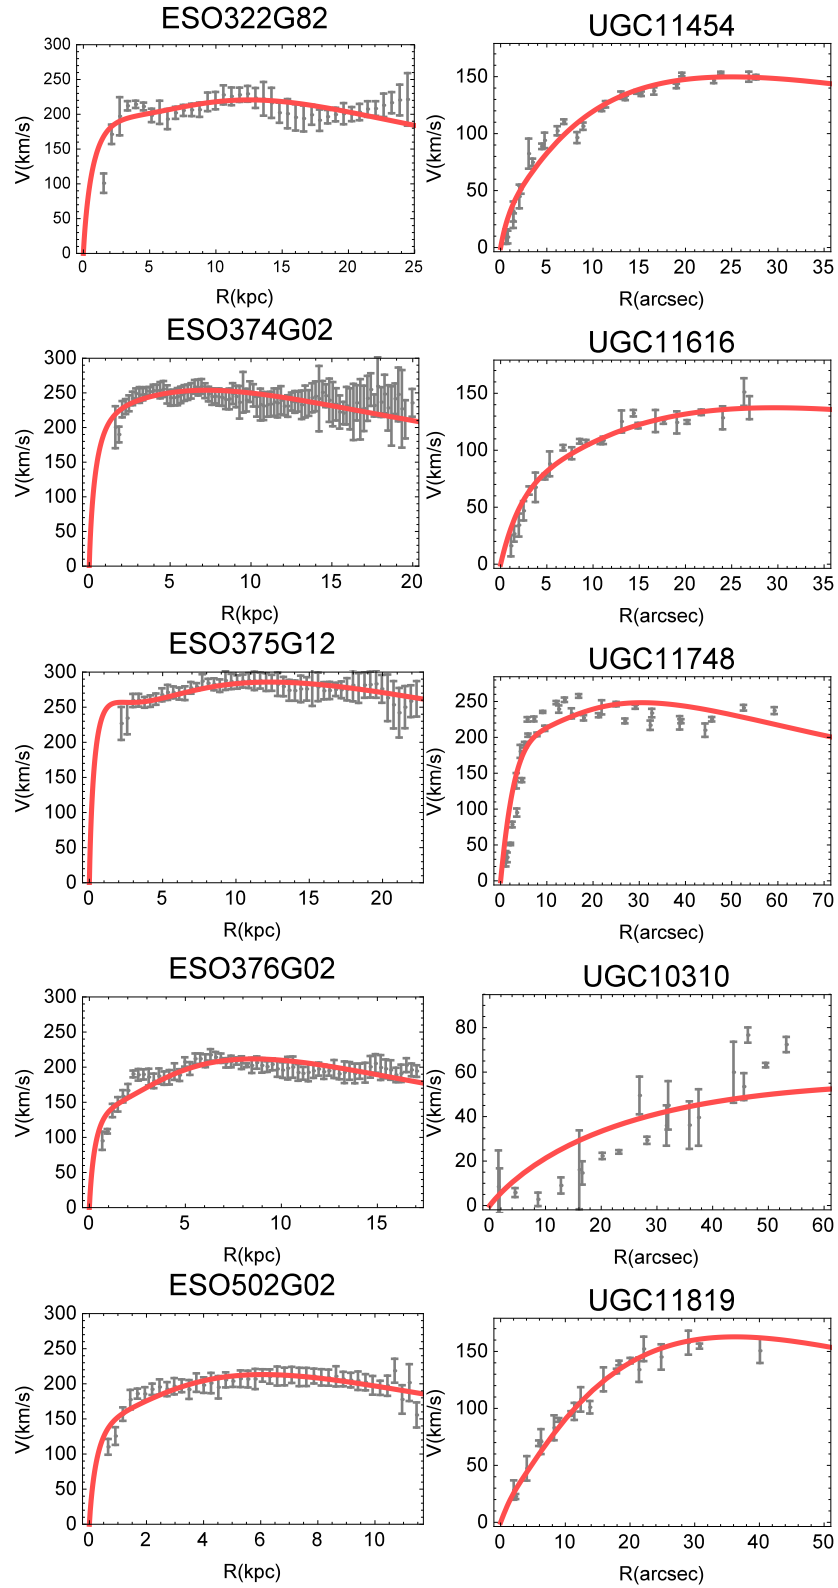 ESO322G82
300
250
200
150
100
50
0
V(km/s)
0 5 10 15 20 25
R(kpc)
UGC11454
150
100
50
0
V(km/s)
0 5 10 15 20 25 30 35
R(arcsec)
ESO374G02
300
250
200
150
100
50
0
V(km/s)
0 5 10 15 20
R(kpc)
UGC11616
150
100
50
0
V(km/s)
0 5 10 15 20 25 30 35
R(arcsec)
ESO375G12
300
250
200
150
100
50
0
V(km/s)
0 5 10 15 20
R(kpc)
UGC11748
250
200
150
100
50
0
V(km/s)
0 10 20 30 40 50 60 70
R(arcsec)
ESO376G02
300
250
200
150
100
50
0
V(km/s)
0 5 10 15
R(kpc)
UGC10310
80
60
40
20
0
V(km/s)
0 10 20 30 40 50 60
R(arcsec)
ESO502G02
300
250
200
150
100
50
0
V(km/s)
0 2 4 6 8 10
R(kpc)
UGC11819
150
100
50
0
V(km/s)
0 10 20 30 40 50
R(arcsec)